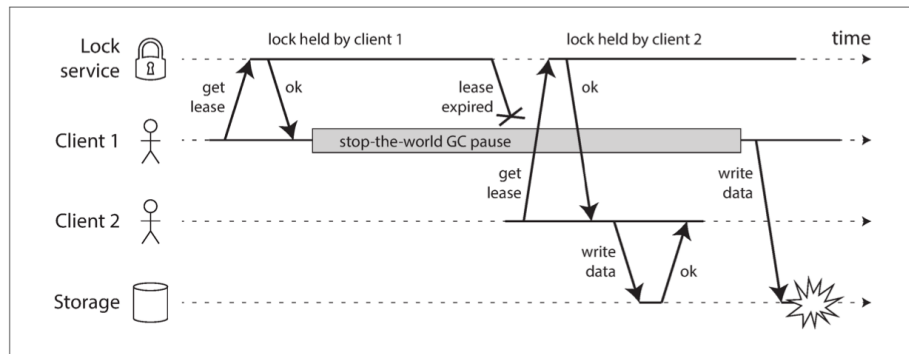 Lock service
lock held by client 1
lock held by client 2
time
get lease
ok
lease expired
ok
Client 1
stop-the-world GC pause
get lease
write data
Client 2
write data
ok
Storage